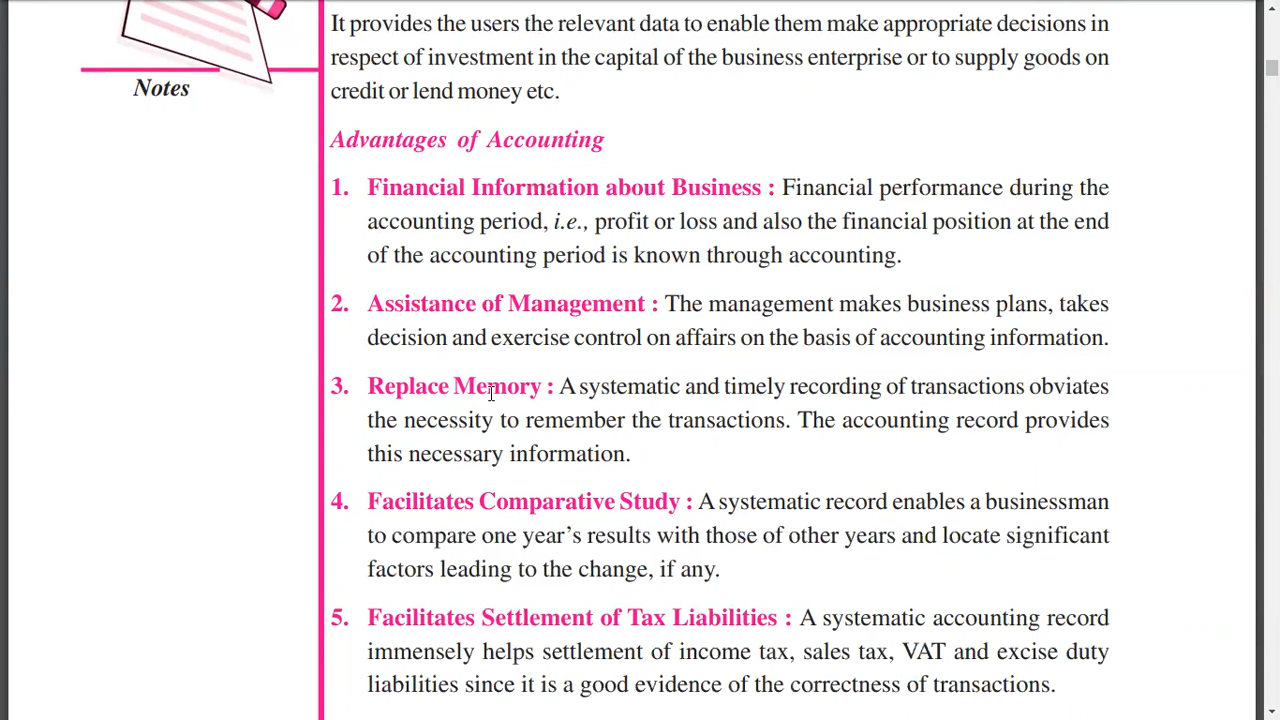 It provides the users the relevant data to enable them make appropriate decisions in
respect of investment in the capital of the business enterprise or to supply goods on
credit or lend money etc.
Notes
Advantages of Accounting
1. Financial Information about Business : Financial performance during the
accounting period, i.e., profit or loss and also the financial position at the end
of the accounting period is known through accounting.
2. Assistance of Management : The management makes business plans, takes
decision and exercise control on affairs on the basis of accounting information.
3. Replace Memory : A systematic and timely recording of transactions obviates
the necessity to remember the transactions. The accounting record provides
this necessary information.
4. Facilitates Comparative Study : A systematic record enables a businessman
to compare one year’s results with those of other years and locate significant
factors leading to the change, if any.
5. Facilitates Settlement of Tax Liabilities : A systematic accounting record
immensely helps settlement of income tax, sales tax, VAT and excise duty
liabilities since it is a good evidence of the correctness of transactions.